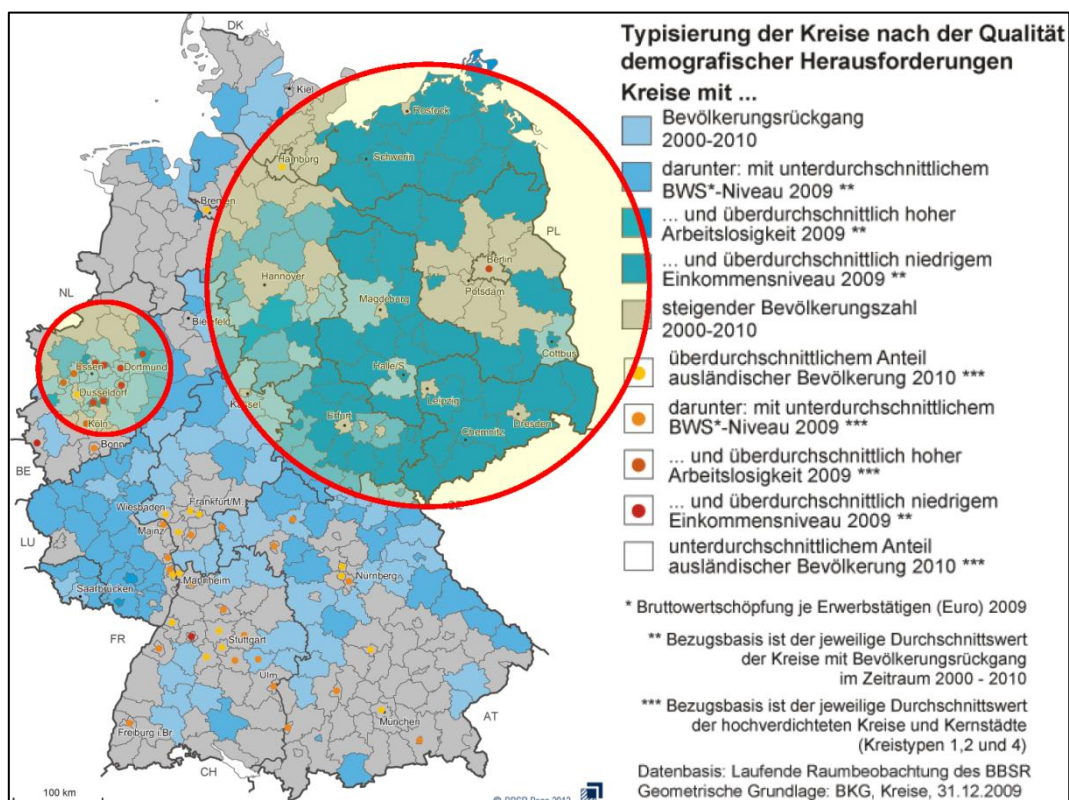 Typisierung der Kreise nach der Qualität
demografischer Herausforderungen
Kreise mit ...
Bevölkerungsrückgang
2000-2010
darunter: mit unterdurchschnittlichem
BWS*-Niveau 2009 **
... und überdurchschnittlich hoher
Arbeitslosigkeit 2009 **
... und überdurchschnittlich niedrigem
Einkommensniveau 2009 **
steigender Bevölkerungszahl
2000-2010
überdurchschnittlichem Anteil
ausländischer Bevölkerung 2010 ***
darunter: mit unterdurchschnittlichem
BWS*-Niveau 2009 ***
... und überdurchschnittlich hoher
Arbeitslosigkeit 2009 ***
... und überdurchschnittlich niedrigem
Einkommensniveau 2009 **
unterdurchschnittlichem Anteil
ausländischer Bevölkerung 2010 ***
* Bruttowertschöpfung je Erwerbstätigen (Euro) 2009
** Bezugsbasis ist der jeweilige Durchschnittswert
der Kreise mit Bevölkerungsrückgang
im Zeitraum 2000 - 2010
*** Bezugsbasis ist der jeweilige Durchschnittswert
der hochverdichteten Kreise und Kernstädte
(Kreistypen 1,2 und 4)
Datenbasis: Laufende Raumbeobachtung des BBSR
Geometrische Grundlage: BKG, Kreise, 31.12.2009
DK
Kiel
Rostock
Hamburg
Schwerin
Bremen
PL
Berlin
Hannover
Potsdam
NL
Magdeburg
Bielefeld
Cottbus
Essen
Dortmund
Halle/S.
Düsseldorf
Kassel
Leipzig
Köln
Erfurt
Dresden
Chemnitz
Bonn
BE
Wiesbaden
Frankfurt/M.
Mainz
LU
Mannheim
Nürnberg
Saarbrücken
FR
Stuttgart
Ulm
München
AT
Freiburg i.Br.
CH
100 km